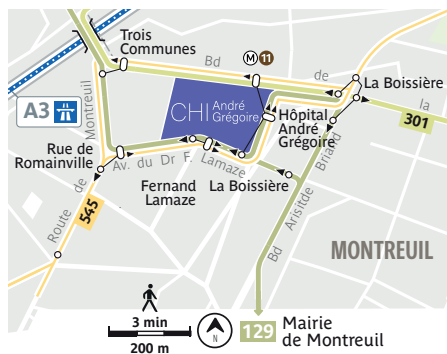 Trois
Communes
M 11
Bd
de
La Boissière
la
301
A3
Montreuil
de
Route
CHI André
Grégoire
Hôpital
André
Grégoire
Rue de
Romainville
Av. du Dr F. Lamaze
Fernand
Lamaze
La Boissière
Bd Arisitde Briand
545
MONTREUIL
3 min
200 m
N
129 Mairie
de Montreuil